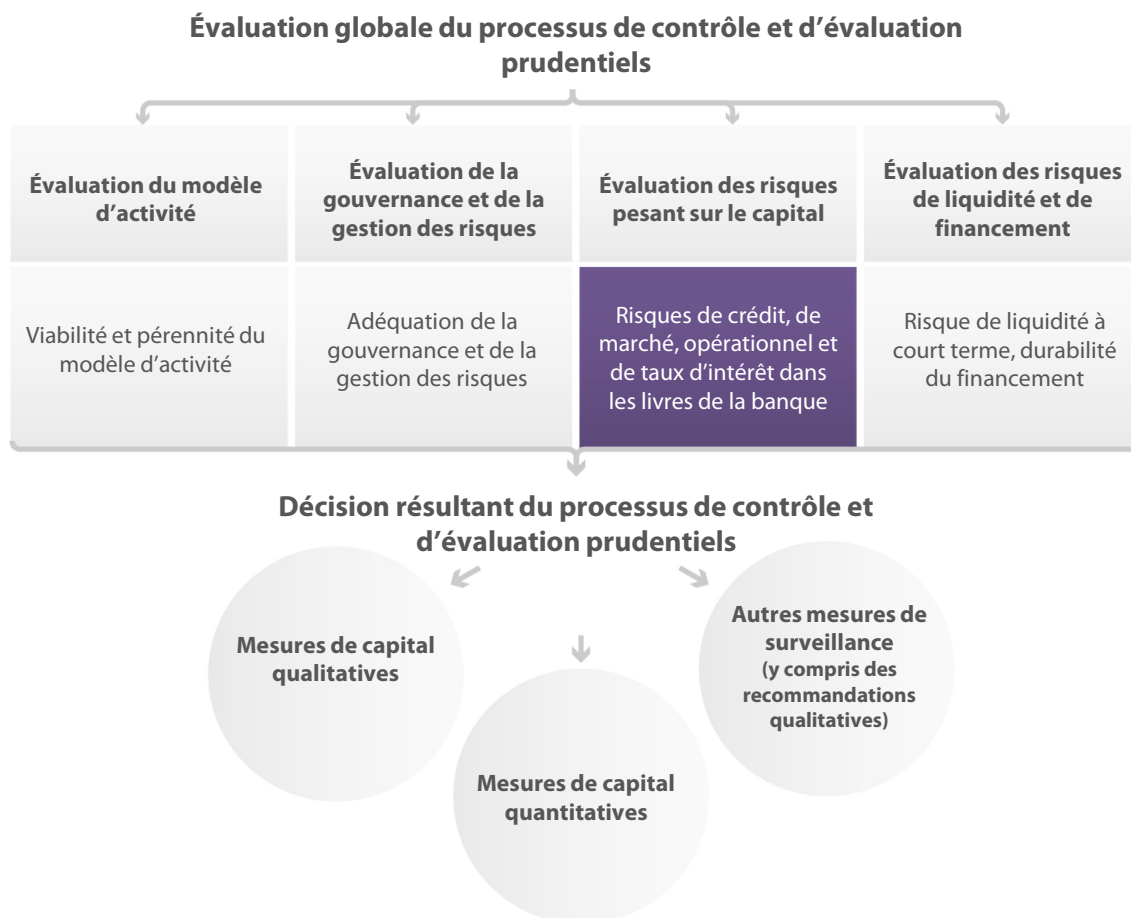 Évaluation globale du processus de contrôle et d’évaluation
prudentiels
Évaluation du modèle
d’activité
Évaluation de la
gouvernance et de la
gestion des risques
Évaluation des risques
pesant sur le capital
Évaluation des risques
de liquidité et de
financement
Viabilité et pérennité du
modèle d’activité
Adéquation de la
gouvernance et de la
gestion des risques
Risques de crédit, de
marché, opérationnel et
de taux d’intérêt dans
les livres de la banque
Risque de liquidité à
court terme, durabilité
du financement
Décision résultant du processus de contrôle et
d’évaluation prudentiels
Mesures de capital
qualitatives
Mesures de capital
quantitatives
Autres mesures de
surveillance
(y compris des
recommandations
qualitatives)